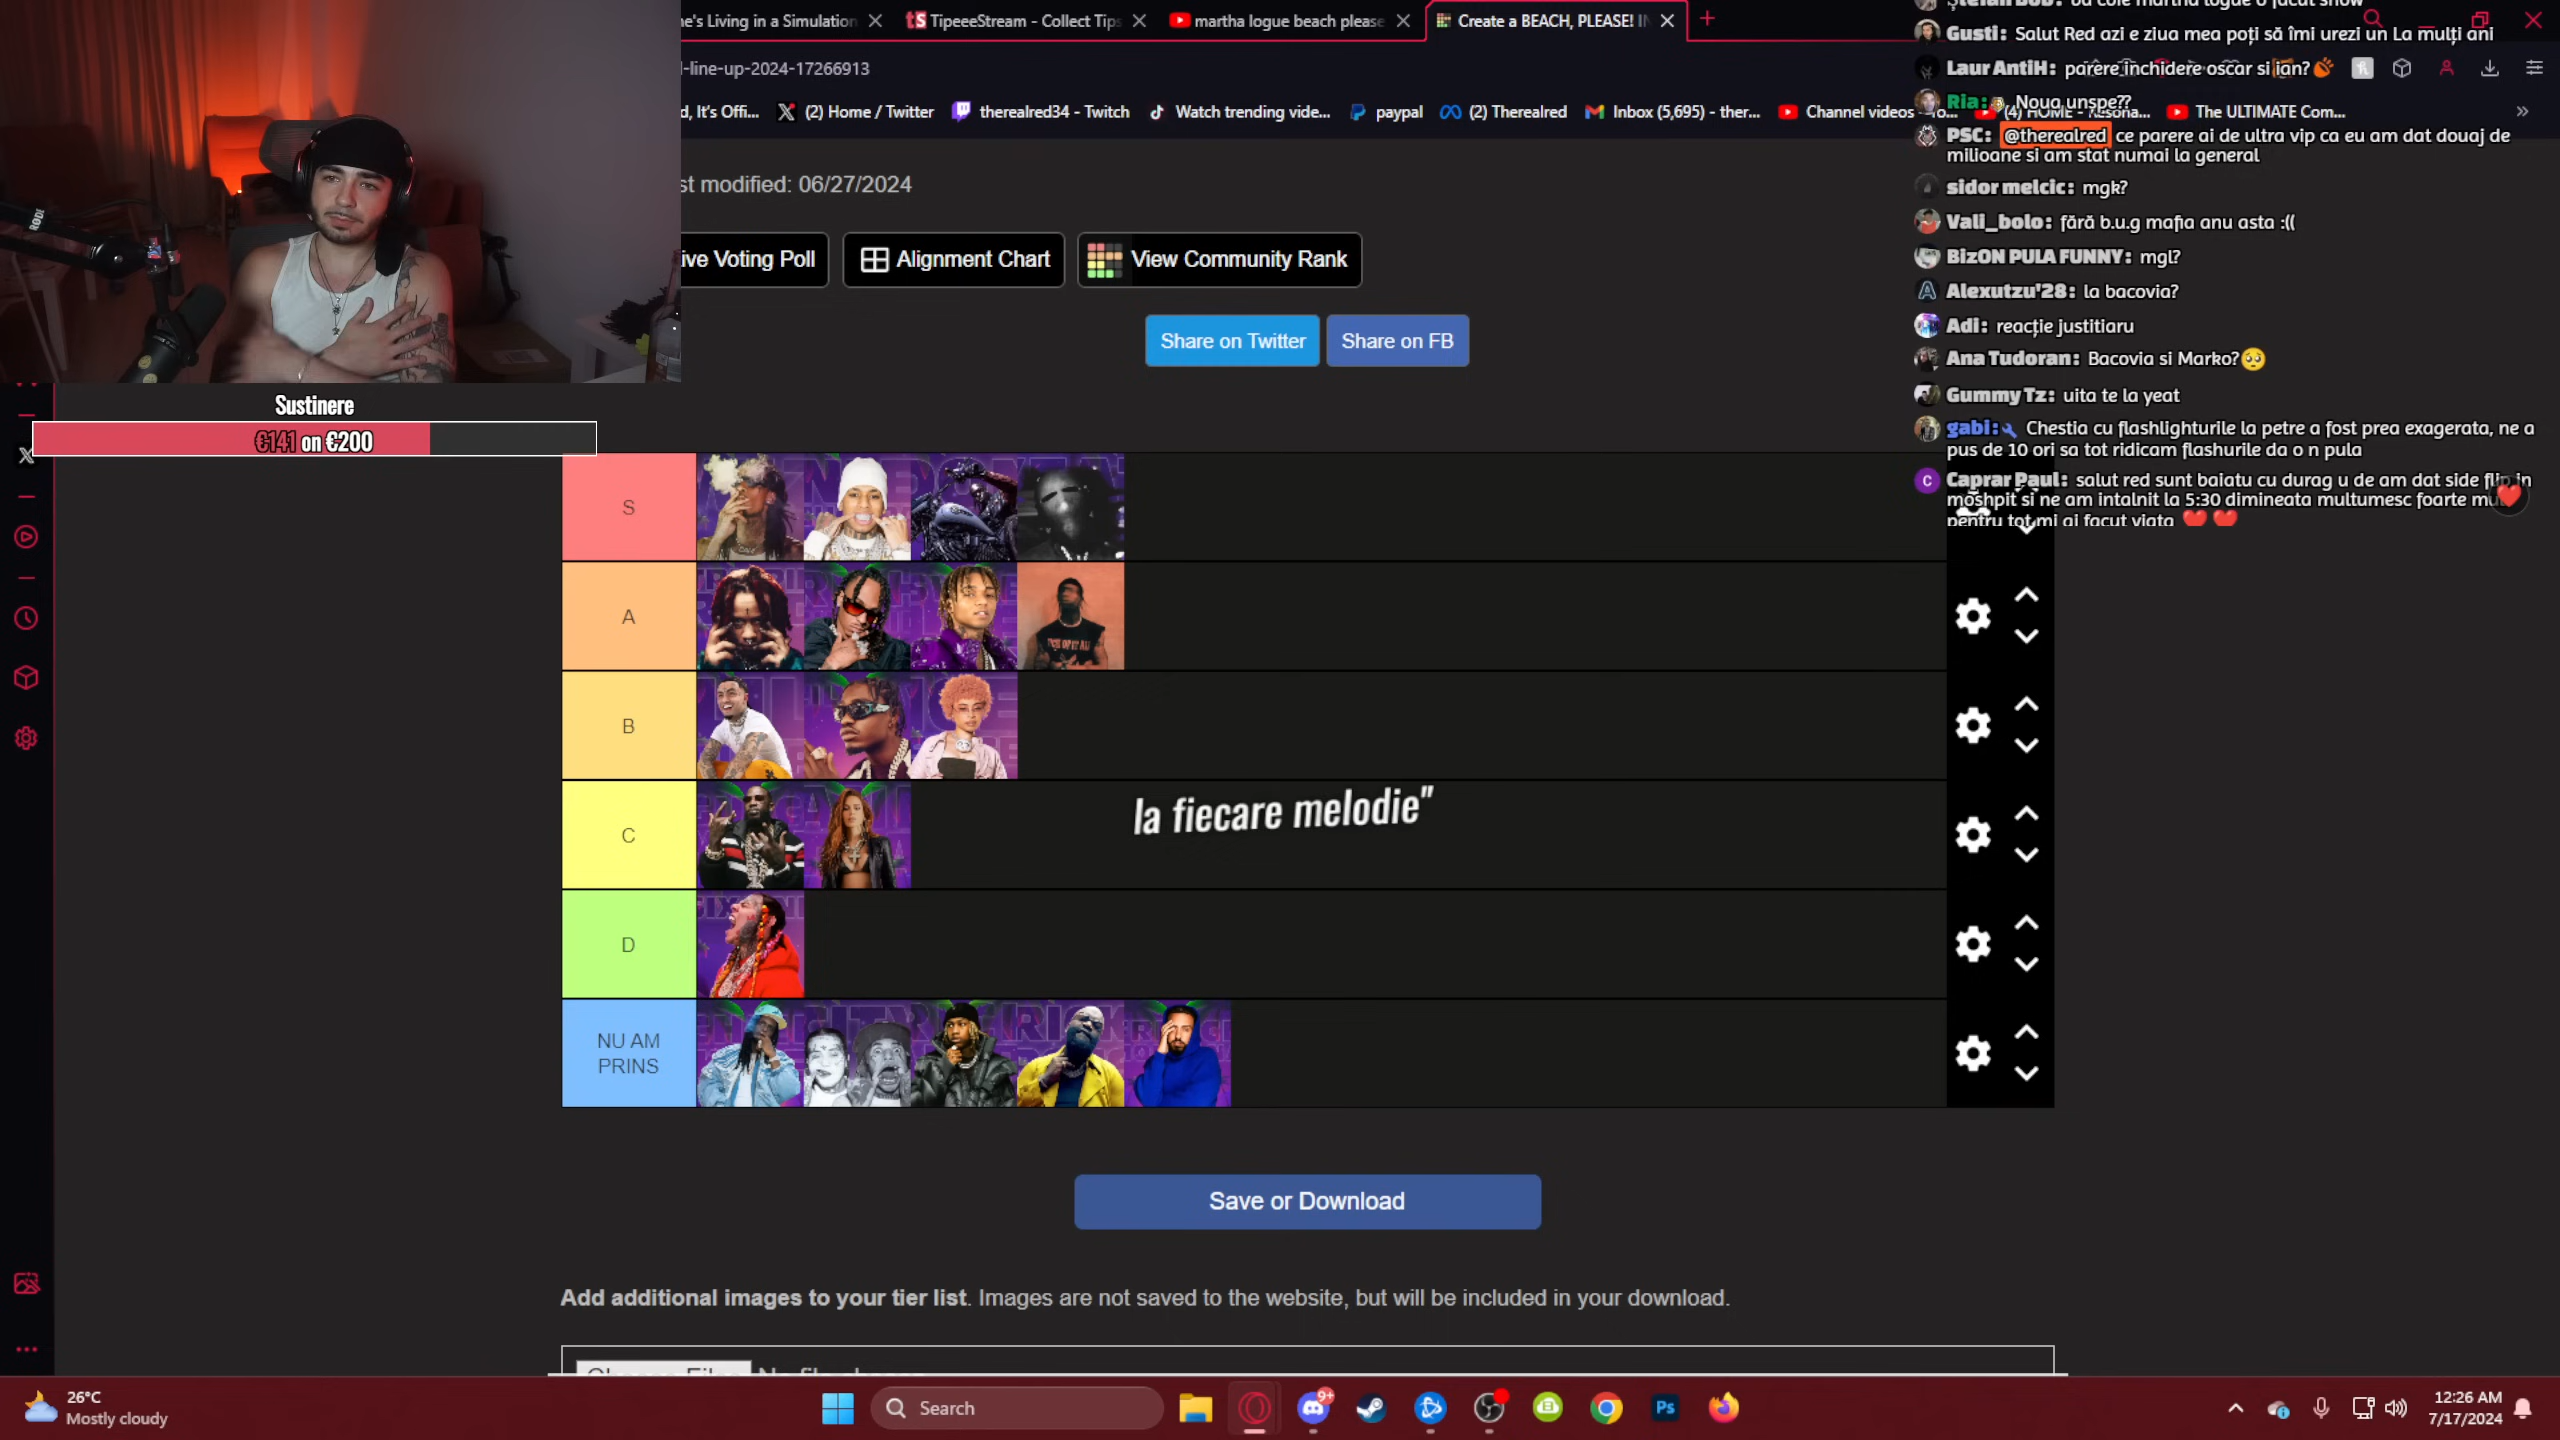 ne's Living in a Simulation
TipeeeStream - Collect Tips
martha logue beach please
Create a BEACH, PLEASE!
l-line-up-2024-17266913
d, It's Offi...
(2) Home / Twitter
therealred34 - Twitch
Watch trending vide...
paypal
(2) Therealred
Inbox (5,695) - ther...
Channel videos
(4) HOME - Resona...
The ULTIMATE Com...
RØDE
st modified: 06/27/2024
ive Voting Poll
Alignment Chart
View Community Rank
Share on Twitter
Share on FB
Gusti: Salut Red azi e ziua mea poți să îmi urezi un La mulți ani
Laur AntiH: parere inchidere oscar si ian?
Ria: Noua unspe??
PSC: @therealred ce parere ai de ultra vip ca eu am dat douaj de
milioane si am stat numai la general
sidor melcic: mgk?
Vali_bolo: fără b.u.g mafia anu asta :((
BizON PULA FUNNY: mgl?
Alexutzu'28: la bacovia?
Adi: reacție justitiaru
Ana Tudoran: Bacovia si Marko?🥺
Gummy Tz: uita te la yeat
gabi: Chestia cu flashlighturile la petre a fost prea exagerata, ne a
pus de 10 ori sa tot ridicam flashurile da o n pula
Caprar Paul: salut red sunt baiatu cu durag u de am dat side flip in
moshpit si ne am intalnit la 5:30 dimineata multumesc foarte
pentru tot mi ai facut viata ❤️ ❤️
Sustinere
€141 on €200
S
A
B
C
la fiecare melodie"
D
NU AM
PRINS
Save or Download
Add additional images to your tier list. Images are not saved to the website, but will be included in your download.
26°C
Mostly cloudy
Search
9+
Ps
12:26 AM
7/17/2024